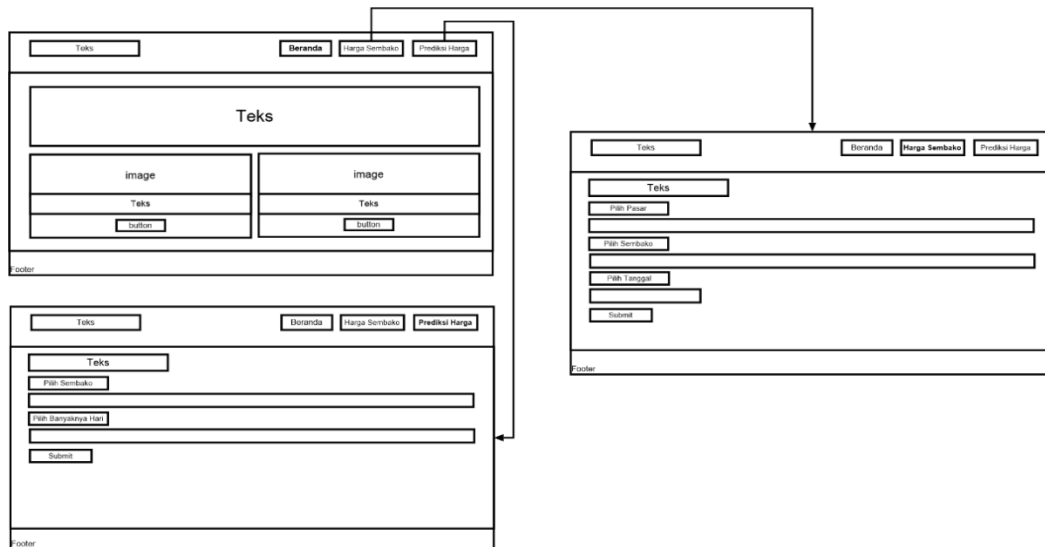 Teks Beranda Harga Sembako Prediksi Harga
Teks
image image
Teks Teks
button button
Footer
Teks Beranda Harga Sembako Prediksi Harga
Teks
Pilih Pasar
Pilih Sembako
Pilih Tanggal
Submit
Footer
Teks Beranda Harga Sembako Prediksi Harga
Teks
Pilih Sembako
Pilih Banyaknya Hari
Submit
Footer